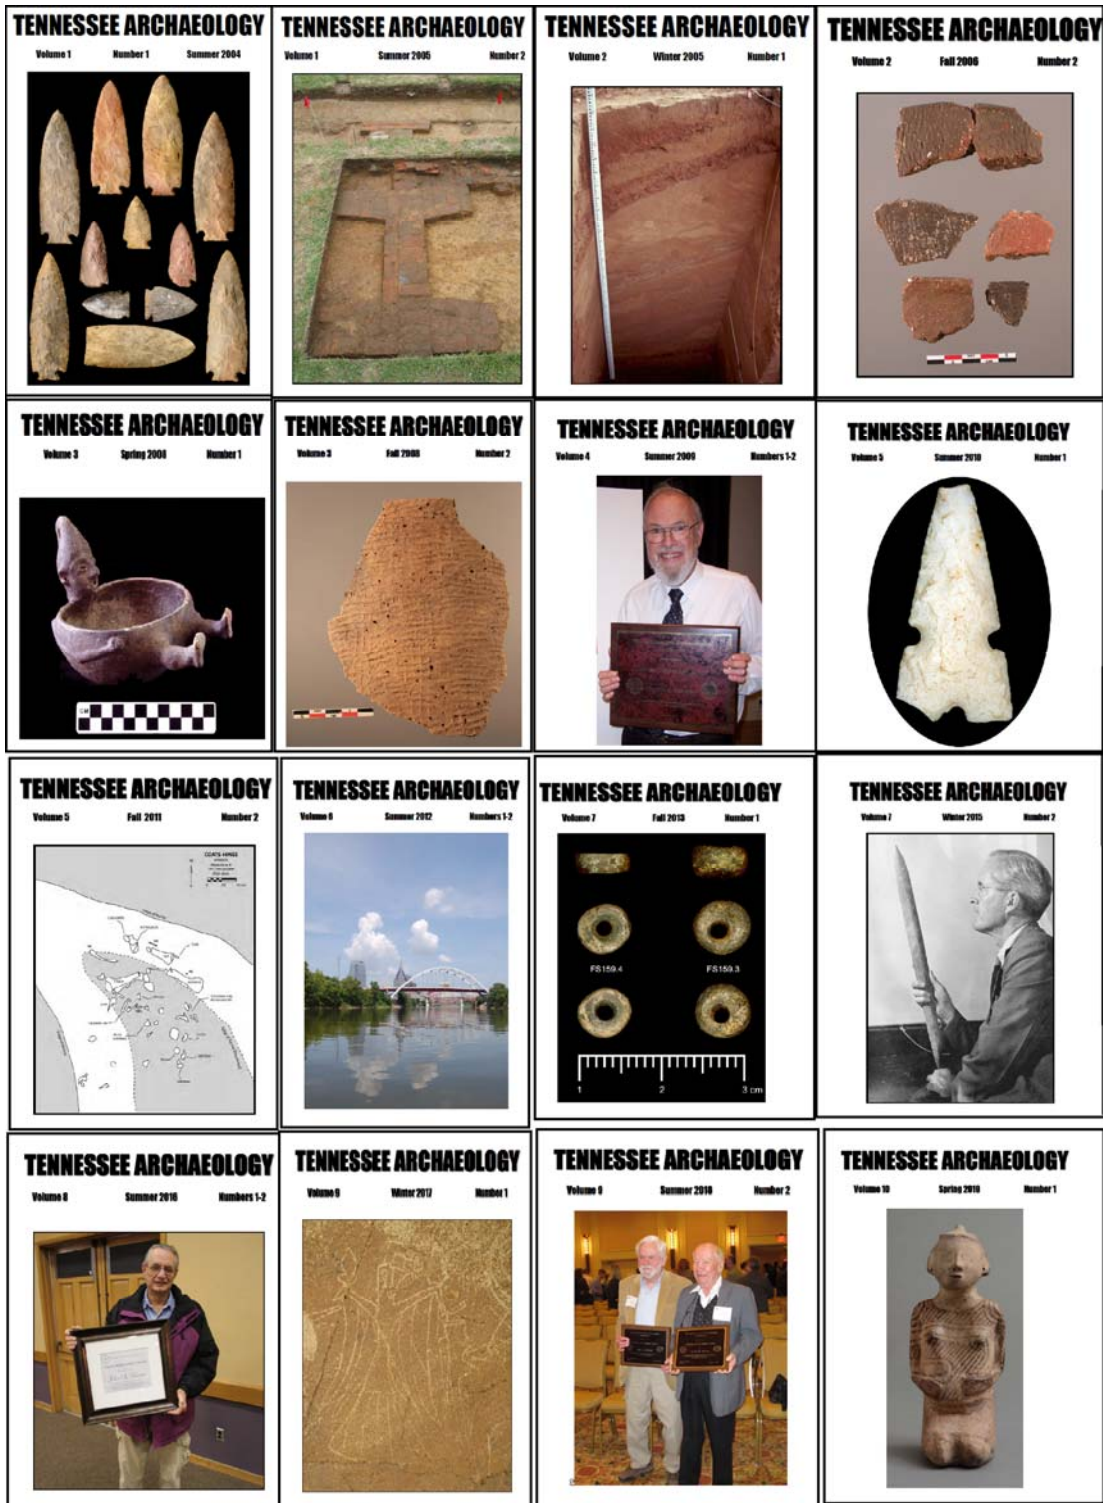 TENNESSEE ARCHAEOLOGY
Volume 1 Number 1 Summer 2004
TENNESSEE ARCHAEOLOGY
Volume 1 Summer 2005 Number 2
TENNESSEE ARCHAEOLOGY
Volume 2 Winter 2005 Number 1
TENNESSEE ARCHAEOLOGY
Volume 2 Fall 2006 Number 2
TENNESSEE ARCHAEOLOGY
Volume 3 Spring 2008 Number 1
TENNESSEE ARCHAEOLOGY
Volume 3 Fall 2008 Number 2
TENNESSEE ARCHAEOLOGY
Volume 4 Summer 2009 Numbers 1-2
TENNESSEE ARCHAEOLOGY
Volume 5 Summer 2010 Number 1
CM
TENNESSEE ARCHAEOLOGY
Volume 5 Fall 2011 Number 2
COATS-HINES
TENNESSEE ARCHAEOLOGY
Volume 6 Summer 2012 Numbers 1-2
TENNESSEE ARCHAEOLOGY
Volume 7 Fall 2013 Number 1
FS159.4 FS159.3
1 2 3 cm
TENNESSEE ARCHAEOLOGY
Volume 7 Winter 2015 Number 2
TENNESSEE ARCHAEOLOGY
Volume 8 Summer 2016 Numbers 1-2
TENNESSEE ARCHAEOLOGY
Volume 9 Winter 2017 Number 1
TENNESSEE ARCHAEOLOGY
Volume 9 Summer 2018 Number 2
TENNESSEE ARCHAEOLOGY
Volume 10 Spring 2019 Number 1